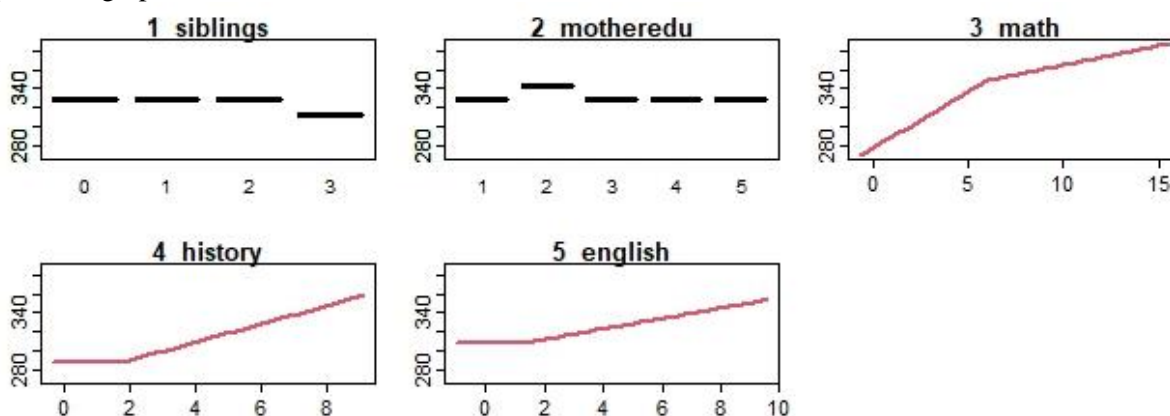 1 siblings
2 motheredu
3 math
280 340
280 340
280 340
0 1 2 3
1 2 3 4 5
0 5 10 15
4 history
5 english
280 340
280 340
0 2 4 6 8
0 2 4 6 8 10